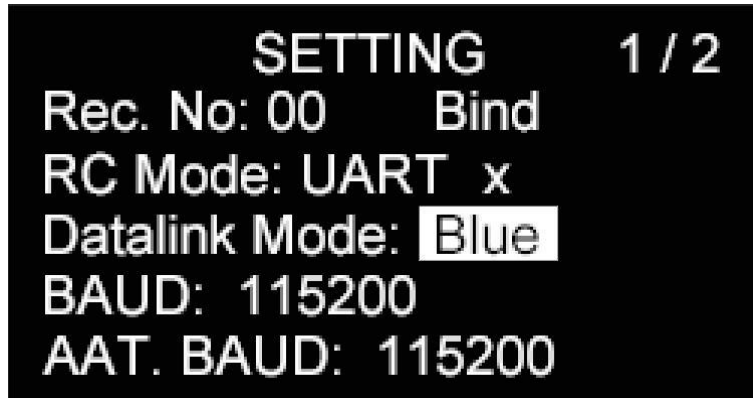 SETTING 1 / 2
Rec. No: 00 Bind
RC Mode: UART x
Datalink Mode: Blue
BAUD: 115200
AAT. BAUD: 115200